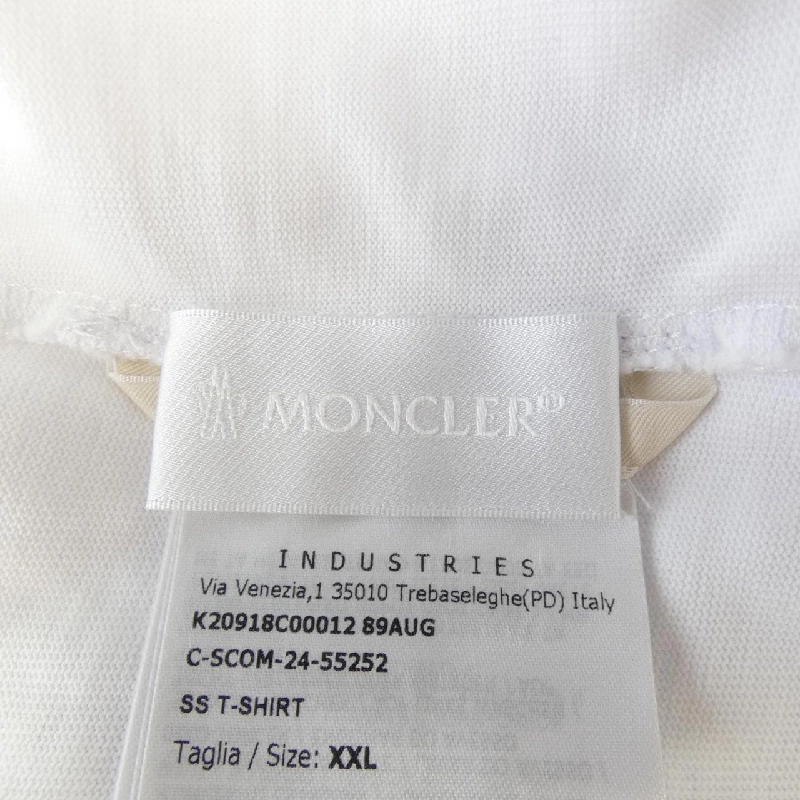 MONCLER
INDUSTRIES
Via Venezia,1 35010 Trebaseleghe(PD) Italy
K20918C00012 89AUG
C-SCOM-24-55252
SS T-SHIRT
Taglia / Size: XXL